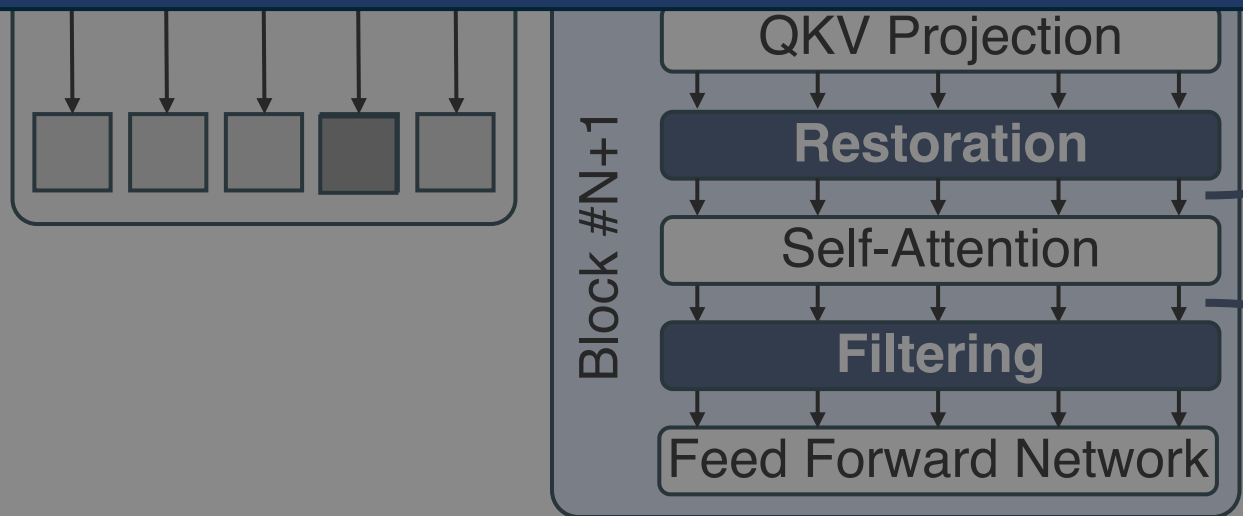 QKV Projection
Restoration
Self-Attention
Filtering
Feed Forward Network
Block #N+1